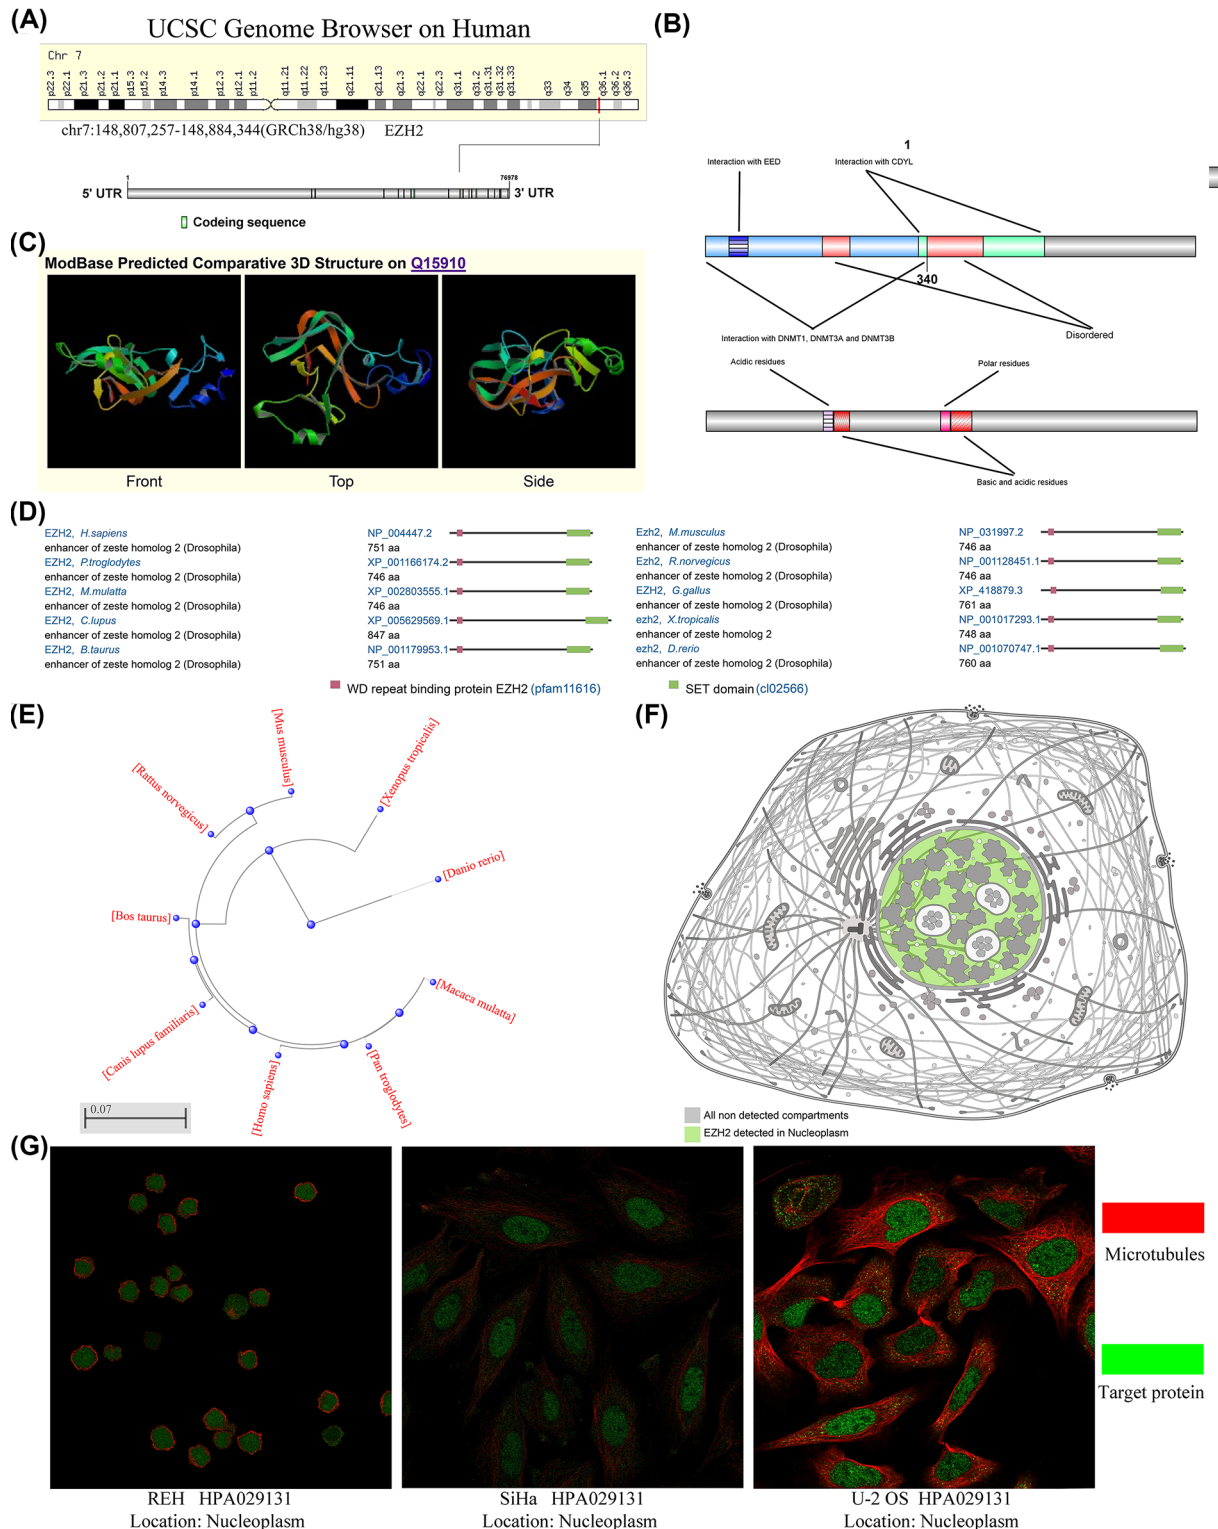 (A)
UCSC Genome Browser on Human
Chr 7
p22.3
p22.1
p21.3
p21.2
p21.1
p15.3
p15.2
p14.3
p14.1
p12.3
p12.1
p11.2
q11.21
q11.22
q11.23
q21.11
q21.13
q21.3
q22.1
q22.3
q31.1
q31.2
q31.31
q31.33
q33
q34
q35
q36.1
q36.2
q36.3
chr7:148,807,257-148,884,344(GRCh38/hg38) EZH2
1
76978
5' UTR
3' UTR
Codeing sequence
(B)
1
Interaction with EED
Interaction with CDYL
340
Interaction with DNMT1, DNMT3A and DNMT3B
Disordered
Acidic residues
Polar residues
Basic and acidic residues
(C)
ModBase Predicted Comparative 3D Structure on Q15910
Front
Top
Side
(D)
EZH2, H.sapiens NP_004447.2
enhancer of zeste homolog 2 (Drosophila) 751 aa
EZH2, P.troglodytes XP_001166174.2
enhancer of zeste homolog 2 (Drosophila) 746 aa
EZH2, M.mulatta XP_002803555.1
enhancer of zeste homolog 2 (Drosophila) 746 aa
EZH2, C.lupus XP_005629569.1
enhancer of zeste homolog 2 (Drosophila) 847 aa
EZH2, B.taurus NP_001179953.1
enhancer of zeste homolog 2 (Drosophila) 751 aa
Ezh2, M.musculus NP_031997.2
enhancer of zeste homolog 2 (Drosophila) 746 aa
Ezh2, R.norvegicus NP_001128451.1
enhancer of zeste homolog 2 (Drosophila) 746 aa
EZH2, G.gallus XP_418879.3
enhancer of zeste homolog 2 (Drosophila) 761 aa
ezh2, X.tropicalis NP_001017293.1
enhancer of zeste homolog 2 748 aa
ezh2, D.rerio NP_001070747.1
enhancer of zeste homolog 2 (Drosophila) 760 aa
WD repeat binding protein EZH2 (pfam11616)
SET domain (cl02566)
(E)
[Mus musculus]
[Xenopus tropicalis]
[Rattus norvegicus]
[Danio rerio]
[Bos taurus]
[Macaca mulatta]
[Canis lupus familiaris]
[Homo sapiens]
[Pan troglodytes]
0.07
(F)
All non detected compartments
EZH2 detected in Nucleoplasm
(G)
Microtubules
Target protein
REH HPA029131
Location: Nucleoplasm
SiHa HPA029131
Location: Nucleoplasm
U-2 OS HPA029131
Location: Nucleoplasm